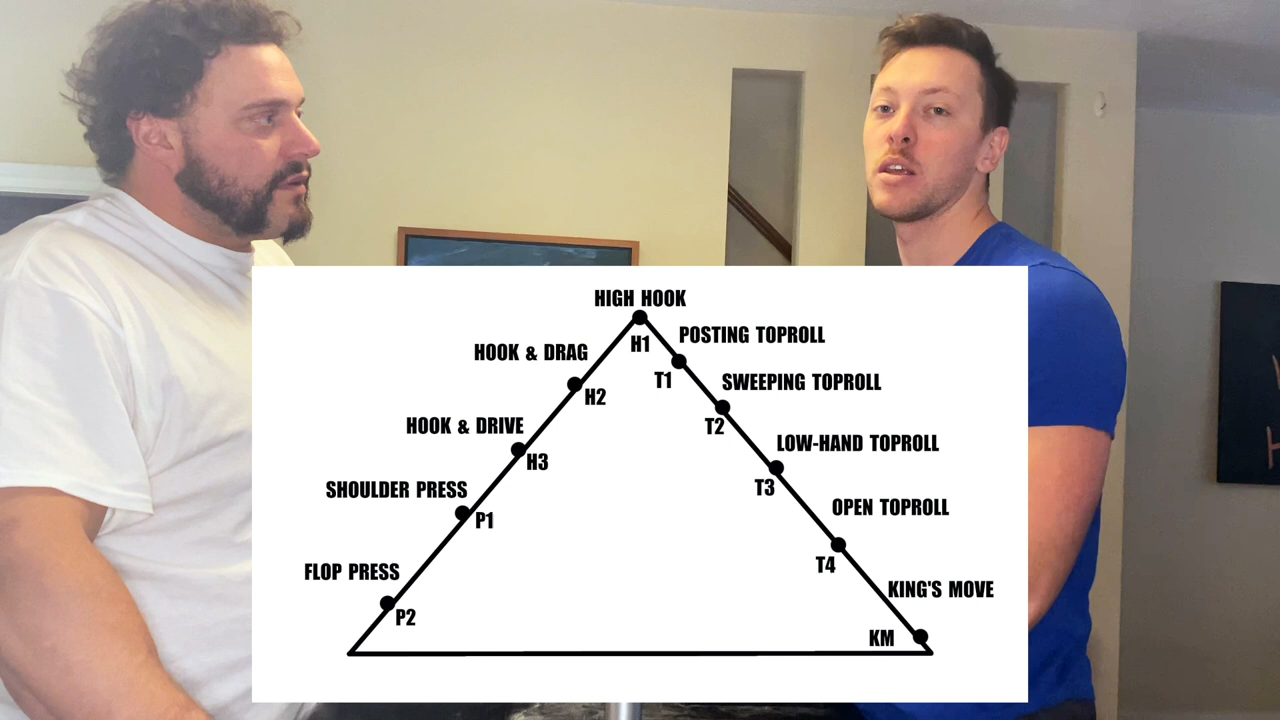 HIGH HOOK
H1
POSTING TOPROLL
T1
HOOK & DRAG
H2
SWEEPING TOPROLL
T2
HOOK & DRIVE
H3
LOW-HAND TOPROLL
T3
SHOULDER PRESS
P1
OPEN TOPROLL
T4
FLOP PRESS
P2
KING'S MOVE
KM